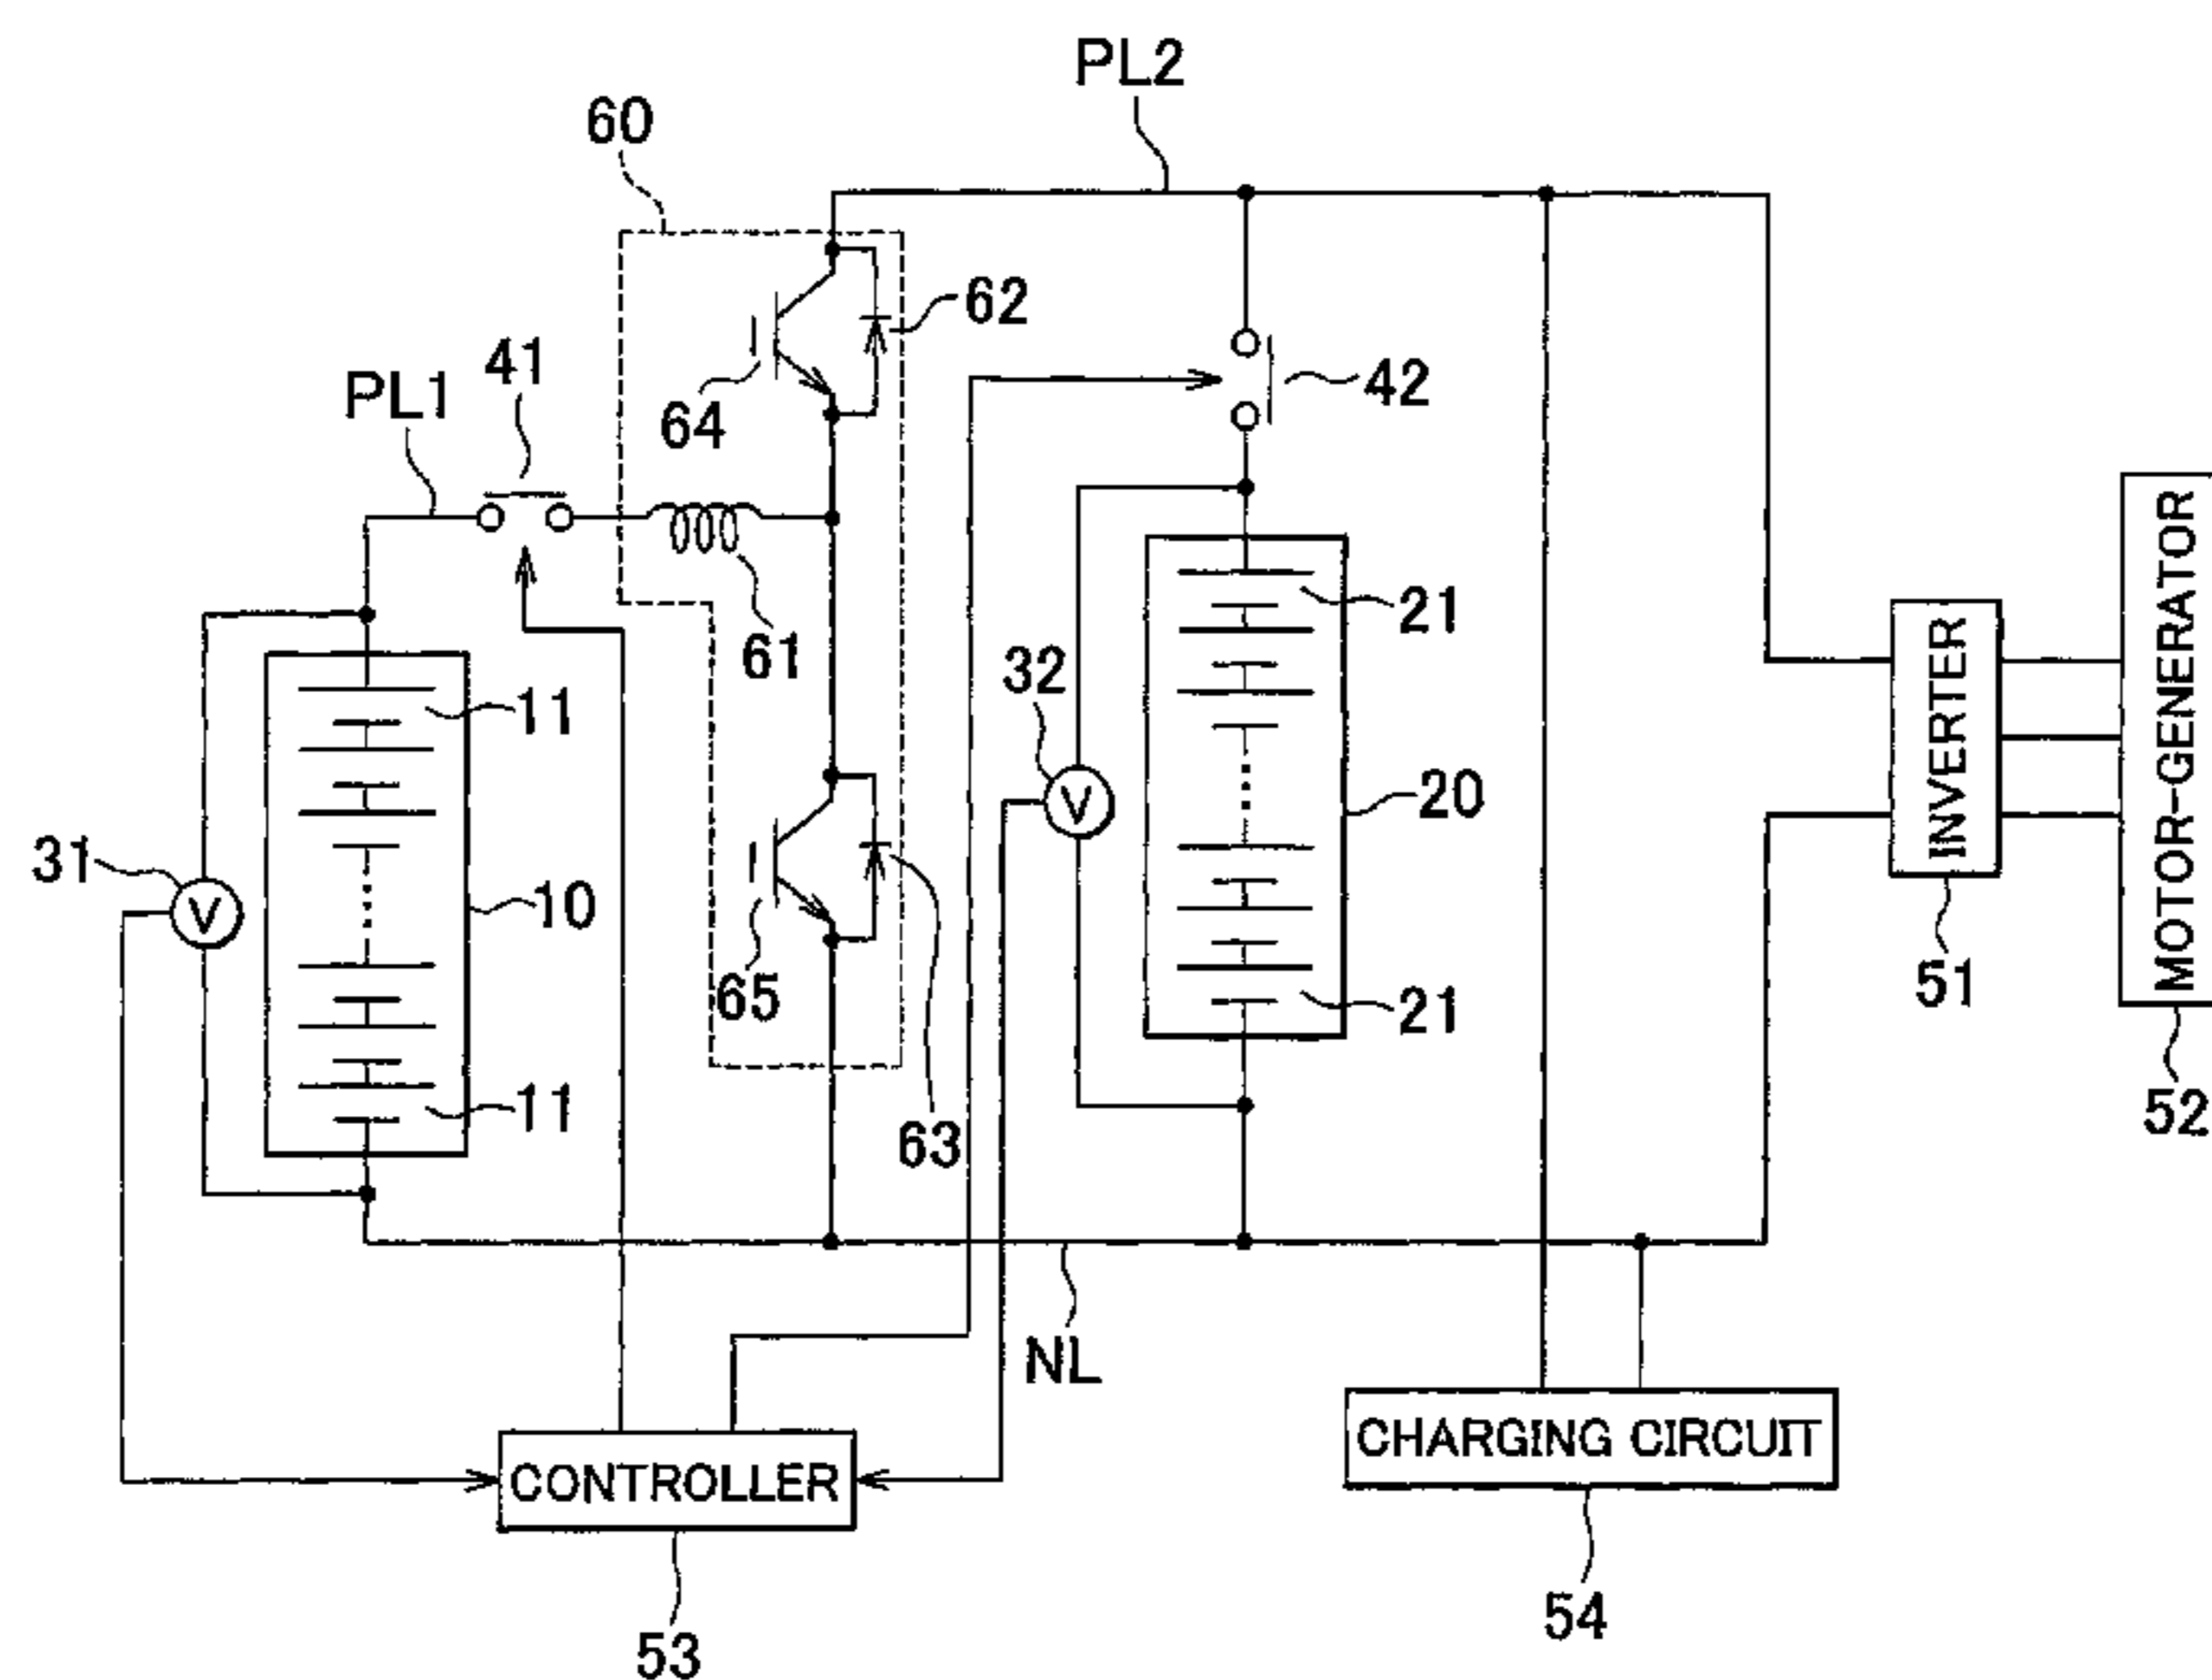 PL2
60
62
41
PL1
64
42
61
21
32
11
INVERTER
MOTOR-GENERATOR
V
20
31
V
10
65
21
51
11
63
52
NL
CHARGING CIRCUIT
CONTROLLER
54
53